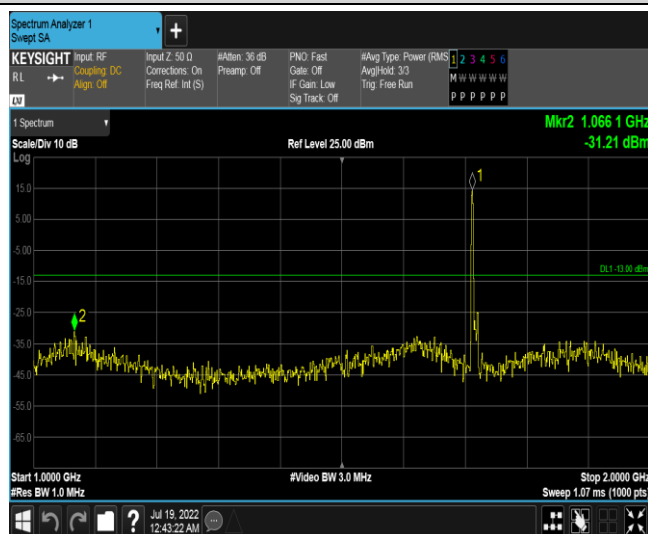 Spectrum Analyzer 1
Swept SA
KEYSIGHT
RL
LXI
Input: RF
Coupling: DC
Align: Off
Input Z: 50 Ω
Corrections: On
Freq Ref: Int (S)
#Atten: 36 dB
Preamp: Off
PNO: Fast
Gate: Off
IF Gain: Low
Sig Track: Off
#Avg Type: Power (RMS
Avg|Hold: 3/3
Trig: Free Run
1 2 3 4 5 6
M W W W W W
P P P P P P
1 Spectrum
Mkr2 1.066 1 GHz
-31.21 dBm
Scale/Div 10 dB
Ref Level 25.00 dBm
Log
15.0
5.00
-5.00
-15.0
-25.0
-35.0
-45.0
-55.0
-65.0
1
DL1 -13.00 dBm
2
Start 1.0000 GHz
#Video BW 3.0 MHz
Stop 2.0000 GHz
#Res BW 1.0 MHz
Sweep 1.07 ms (1000 pts)
?
Jul 19, 2022
12:43:22 AM